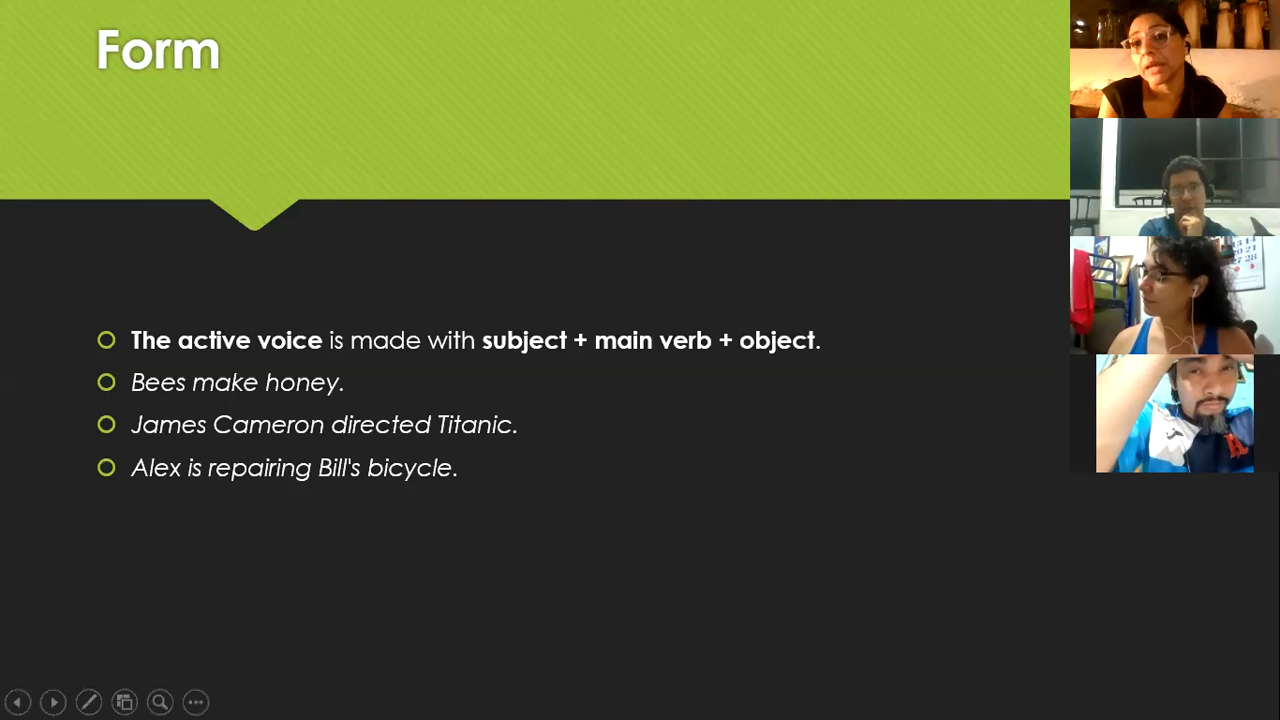 Form
The active voice is made with subject + main verb + object.
Bees make honey.
James Cameron directed Titanic.
Alex is repairing Bill's bicycle.